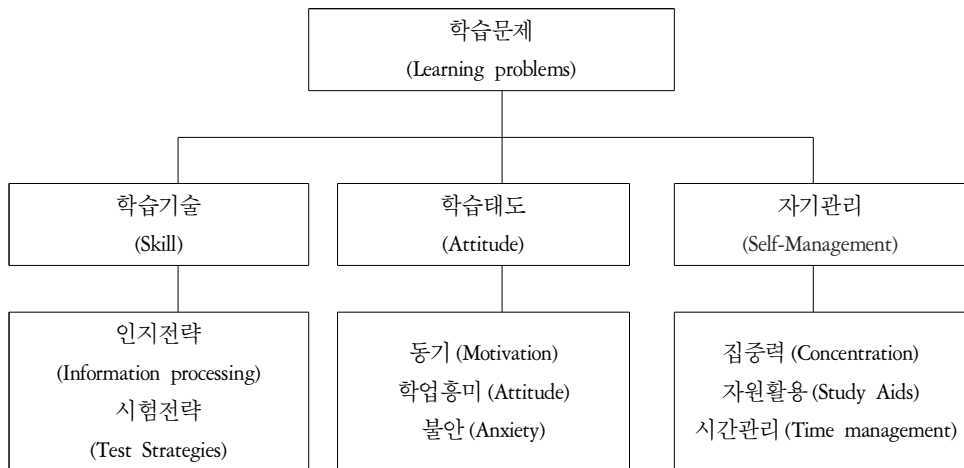 학습문제
(Learning problems)
학습기술
(Skill)
학습태도
(Attitude)
자기관리
(Self-Management)
인지전략
(Information processing)
시험전략
(Test Strategies)
동기 (Motivation)
학업흥미 (Attitude)
불안 (Anxiety)
집중력 (Concentration)
자원활용 (Study Aids)
시간관리 (Time management)